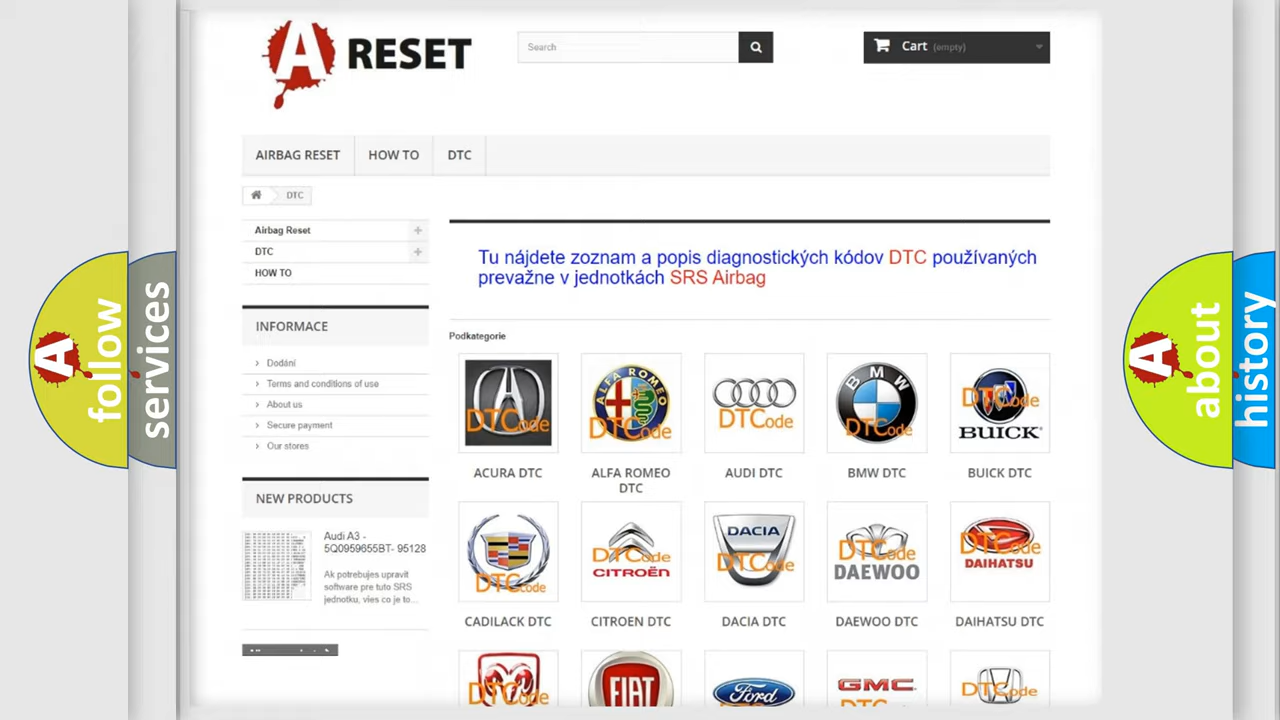 A RESET
Search
Cart (empty)
AIRBAG RESET
HOW TO
DTC
DTC
Airbag Reset
DTC
HOW TO
INFORMACE
Dodání
Terms and conditions of use
About us
Secure payment
Our stores
NEW PRODUCTS
Audi A3 -
5Q0959655BT- 95128
Ak potrebujes upravit
software pre tuto SRS
jednotku, vies co je to...
Tu nájdete zoznam a popis diagnostických kódov DTC používaných
prevažne v jednotkách SRS Airbag
Podkategorie
DTCode
ALFA ROMEO
DTCode
DTCode
BMW
DTCode
DTCode
BUICK
ACURA DTC
ALFA ROMEO
DTC
AUDI DTC
BMW DTC
BUICK DTC
DTCode
DTCode
CITROËN
DACIA
DTCode
DTCode
DAEWOO
DTCode
DAIHATSU
CADILACK DTC
CITROEN DTC
DACIA DTC
DAEWOO DTC
DAIHATSU DTC
DTCode
FIAT
Ford
GMC
DTCode
A follow
services
A about
history